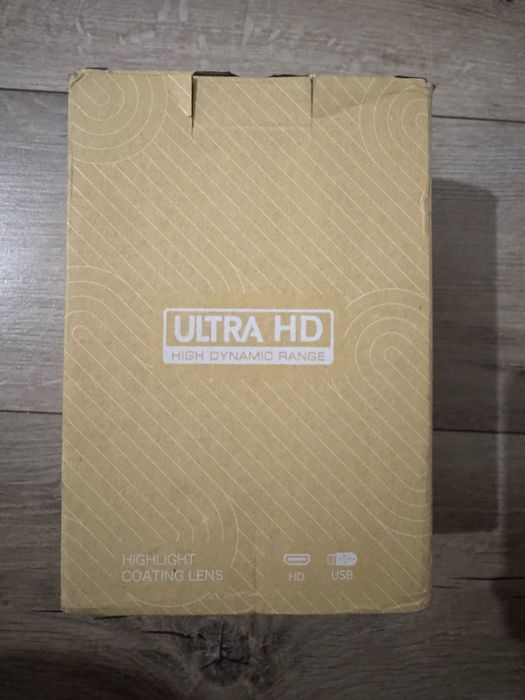 ULTRA HD
HIGH DYNAMIC RANGE
HIGHLIGHT
COATING LENS
HD
USB